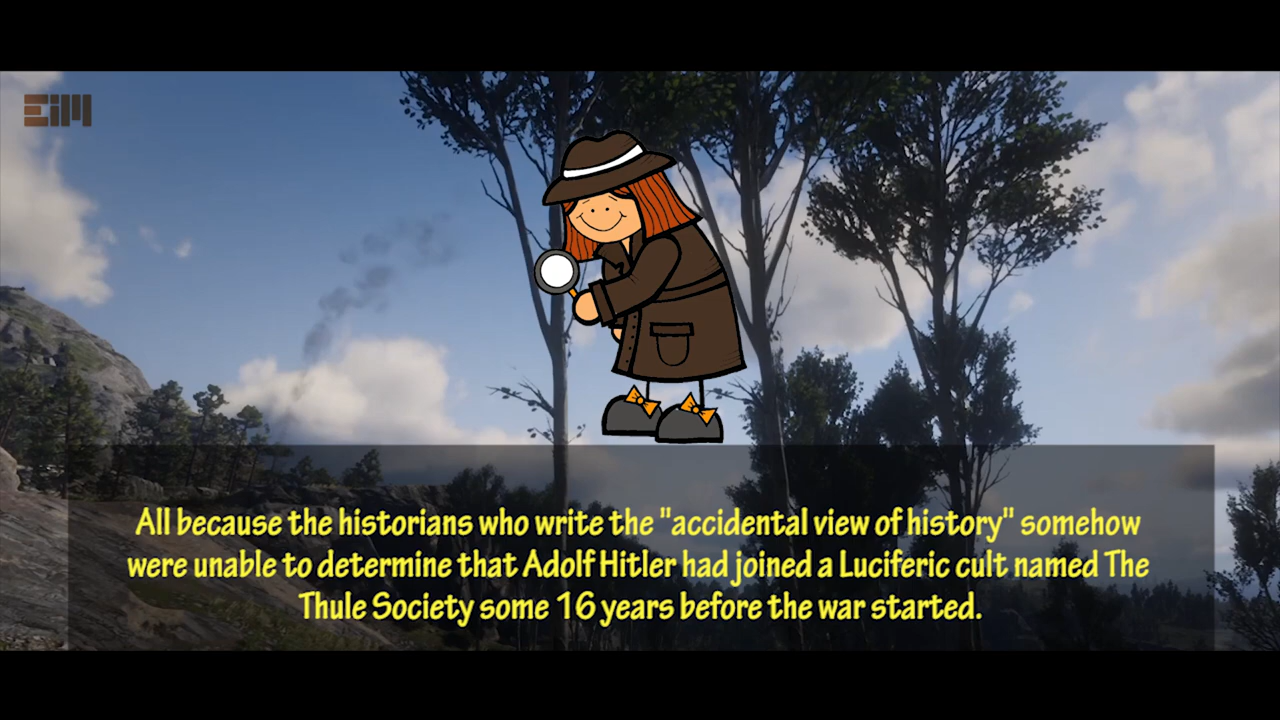 EiM
All because the historians who write the "accidental view of history" somehow
were unable to determine that Adolf Hitler had joined a Luciferic cult named The
Thule Society some 16 years before the war started.